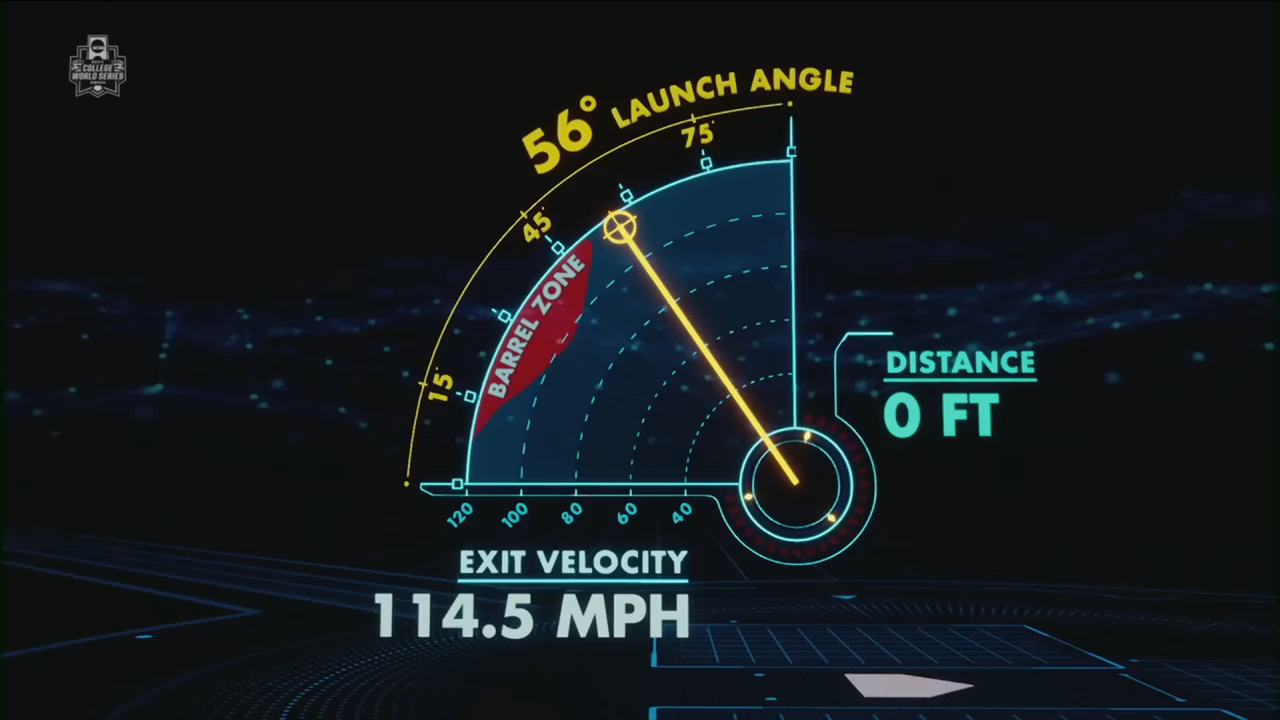 COLLEGE
WORLD SERIES
56° LAUNCH ANGLE
75°
45°
15°
BARREL ZONE
DISTANCE
0 FT
120 100 80 60 40
EXIT VELOCITY
114.5 MPH